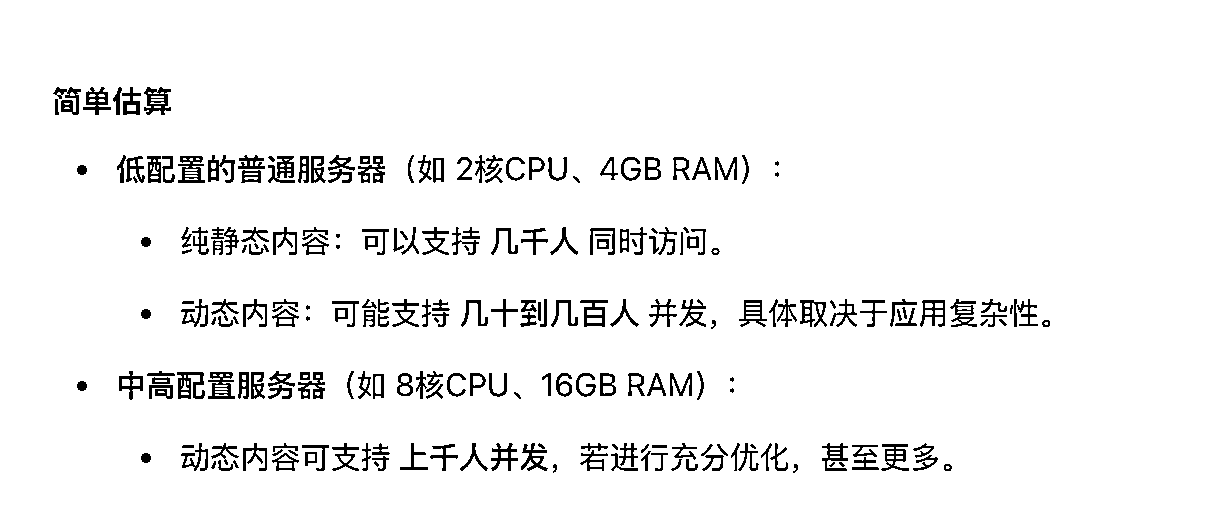 简单估算
• 低配置的普通服务器（如 2核CPU、4GB RAM）：
• 纯静态内容：可以支持 几千人 同时访问。
• 动态内容：可能支持 几十到几百人 并发，具体取决于应用复杂性。
• 中高配置服务器（如 8核CPU、16GB RAM）：
• 动态内容可支持 上千人并发，若进行充分优化，甚至更多。